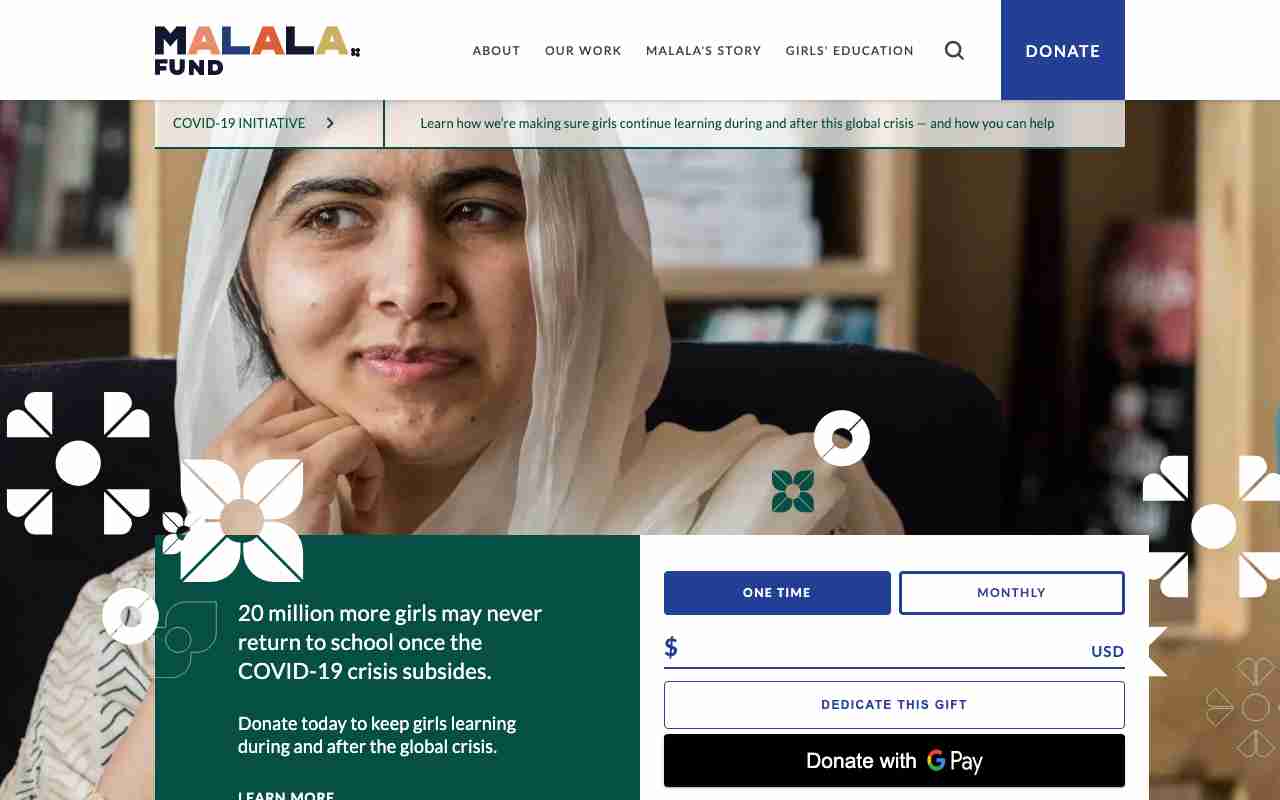 MALALA
FUND
ABOUT
OUR WORK
MALALA'S STORY
GIRLS' EDUCATION
DONATE
COVID-19 INITIATIVE
Learn how we're making sure girls continue learning during and after this global crisis — and how you can help
20 million more girls may never
return to school once the
COVID-19 crisis subsides.
Donate today to keep girls learning
during and after the global crisis.
LEARN MORE
ONE TIME
MONTHLY
$
USD
DEDICATE THIS GIFT
Donate with G Pay